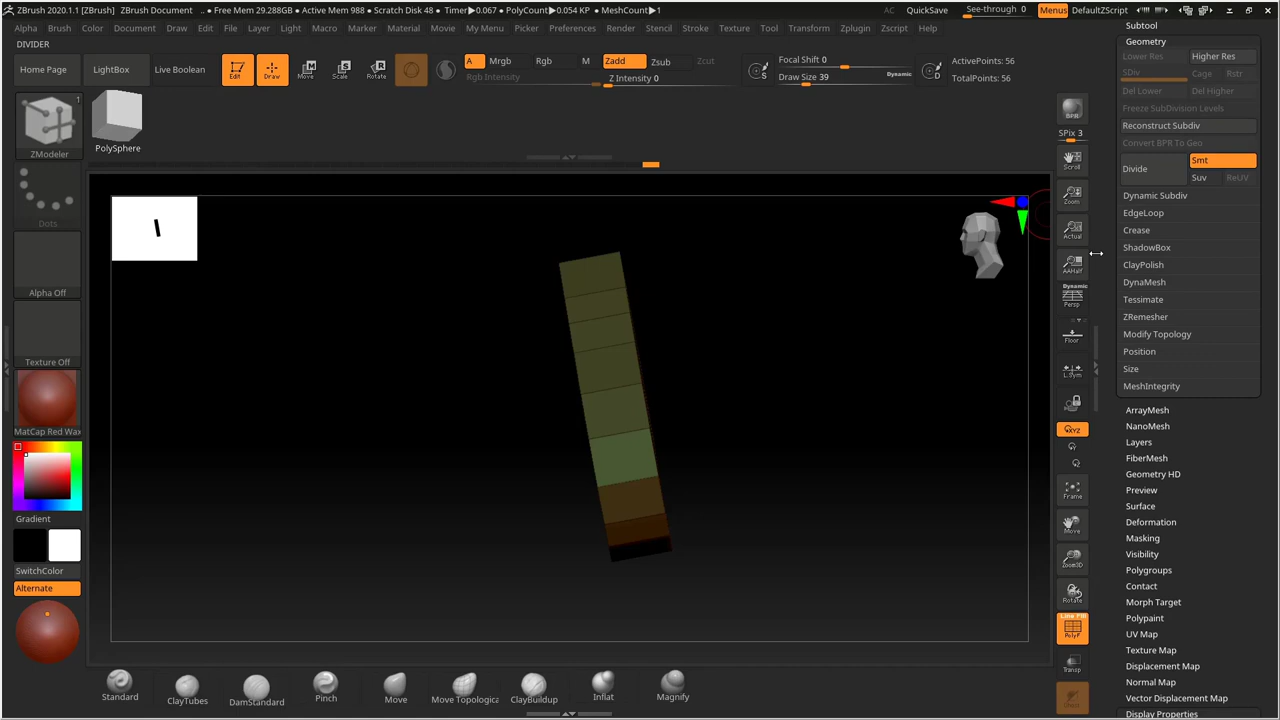 ZBrush 2020.1.1 [ZBrush] ZBrush Document .. • Free Mem 29.288GB • Active Mem 988 • Scratch Disk 48 • Timer▶0.067 • PolyCount▶0.054 KP • MeshCount▶1 AC QuickSave See-through 0 Menus DefaultZScript
Alpha Brush Color Document Draw Edit File Layer Light Macro Marker Material Movie My Menu Picker Preferences Render Stencil Stroke Texture Tool Transform Zplugin Zscript Help
DIVIDER
Home Page LightBox Live Boolean Edit Draw Move Scale Rotate A Mrgb Rgb M Zadd Zsub Zcut
Rgb Intensity Z Intensity 0
Focal Shift 0
Draw Size 39 Dynamic
S D
ActivePoints: 56
TotalPoints: 56
1
ZModeler
PolySphere
Dots
Alpha Off
Texture Off
MatCap Red Wax
Gradient
SwitchColor
Alternate
BPR
SPix 3
Scroll
Zoom
Actual
AAHalf
Dynamic
Persp
Floor
L.Sym
XYZ
Y
Z
Frame
Move
Zoom3D
Rotate
Line Fill
PolyF
Transp
Ghost
Subtool
Geometry
Lower Res Higher Res
SDiv Cage Rstr
Del Lower Del Higher
Freeze SubDivision Levels
Reconstruct Subdiv
Convert BPR To Geo
Divide Smt
Suv ReUV
Dynamic Subdiv
EdgeLoop
Crease
ShadowBox
ClayPolish
DynaMesh
Tessimate
ZRemesher
Modify Topology
Position
Size
MeshIntegrity
ArrayMesh
NanoMesh
Layers
FiberMesh
Geometry HD
Preview
Surface
Deformation
Masking
Visibility
Polygroups
Contact
Morph Target
Polypaint
UV Map
Texture Map
Displacement Map
Normal Map
Vector Displacement Map
Display Properties
Standard ClayTubes DamStandard Pinch Move Move Topologica ClayBuildup Inflat Magnify